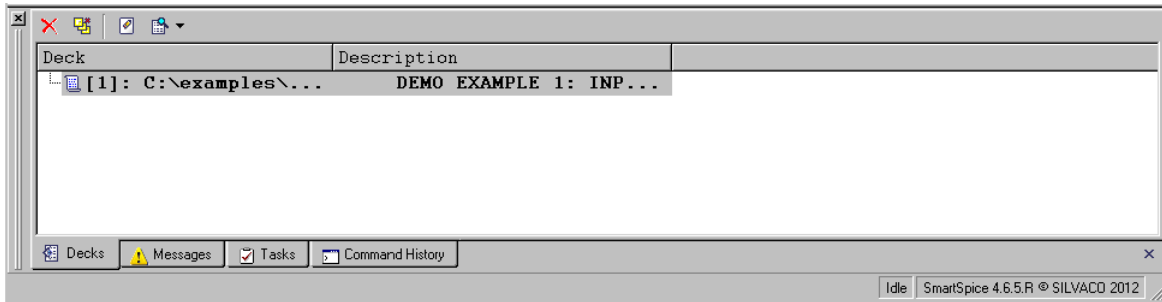 Deck Description
[1]: C:\examples\... DEMO EXAMPLE 1: INP...
Decks Messages Tasks Command History
Idle SmartSpice 4.6.5.R © SILVACO 2012